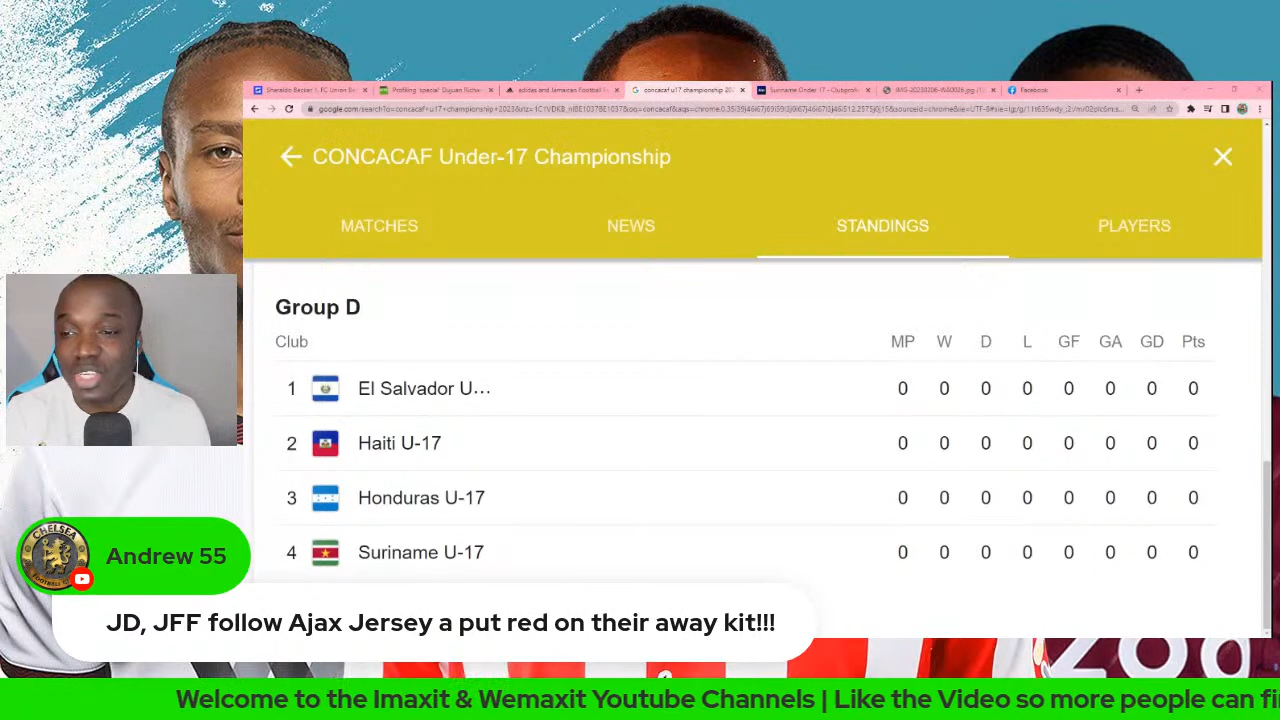 CONCACAF Under-17 Championship
MATCHES NEWS STANDINGS PLAYERS
Group D
Club MP W D L GF GA GD Pts
1 El Salvador U... 0 0 0 0 0 0 0 0
2 Haiti U-17 0 0 0 0 0 0 0 0
3 Honduras U-17 0 0 0 0 0 0 0 0
4 Suriname U-17 0 0 0 0 0 0 0 0
CHELSEA
Andrew 55
JD, JFF follow Ajax Jersey a put red on their away kit!!!
Welcome to the Imaxit & Wemaxit Youtube Channels | Like the Video so more people can fi